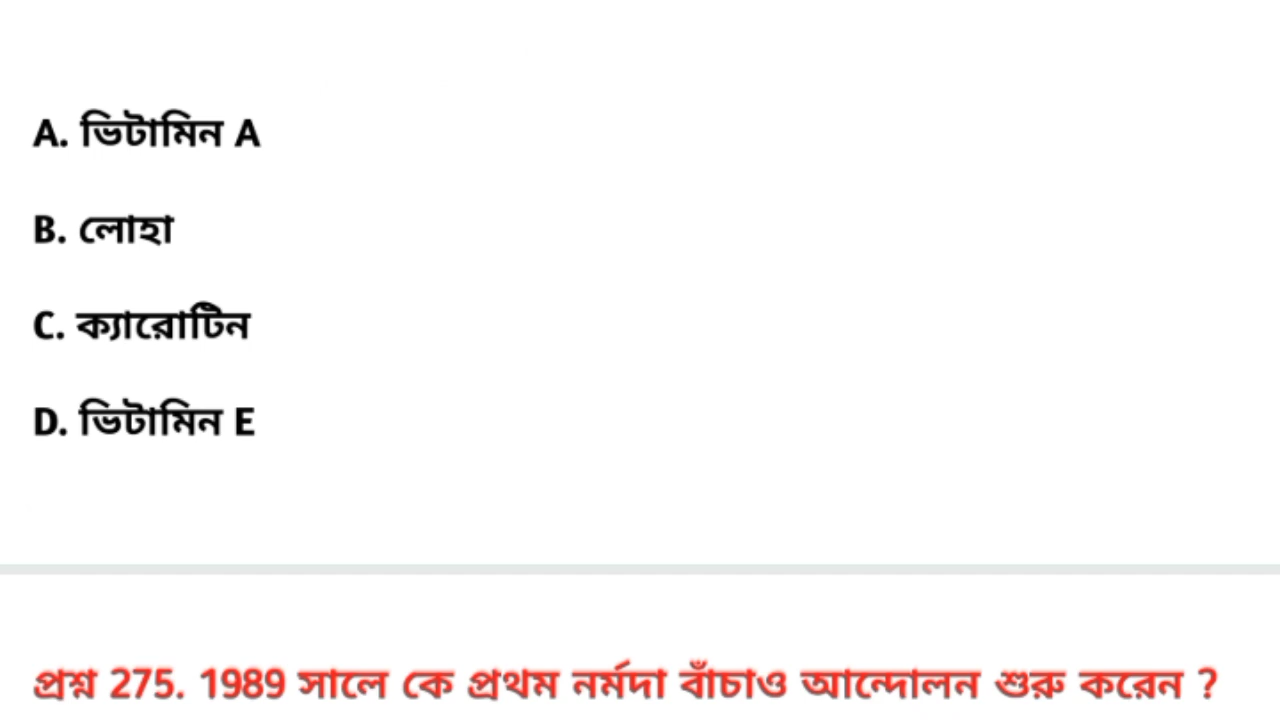 A. ভিটামিন A
B. লোহা
C. ক্যারোটিন
D. ভিটামিন E
প্রশ্ন 275. 1989 সালে কে প্রথম নর্মদা বাঁচাও আন্দোলন শুরু করেন ?